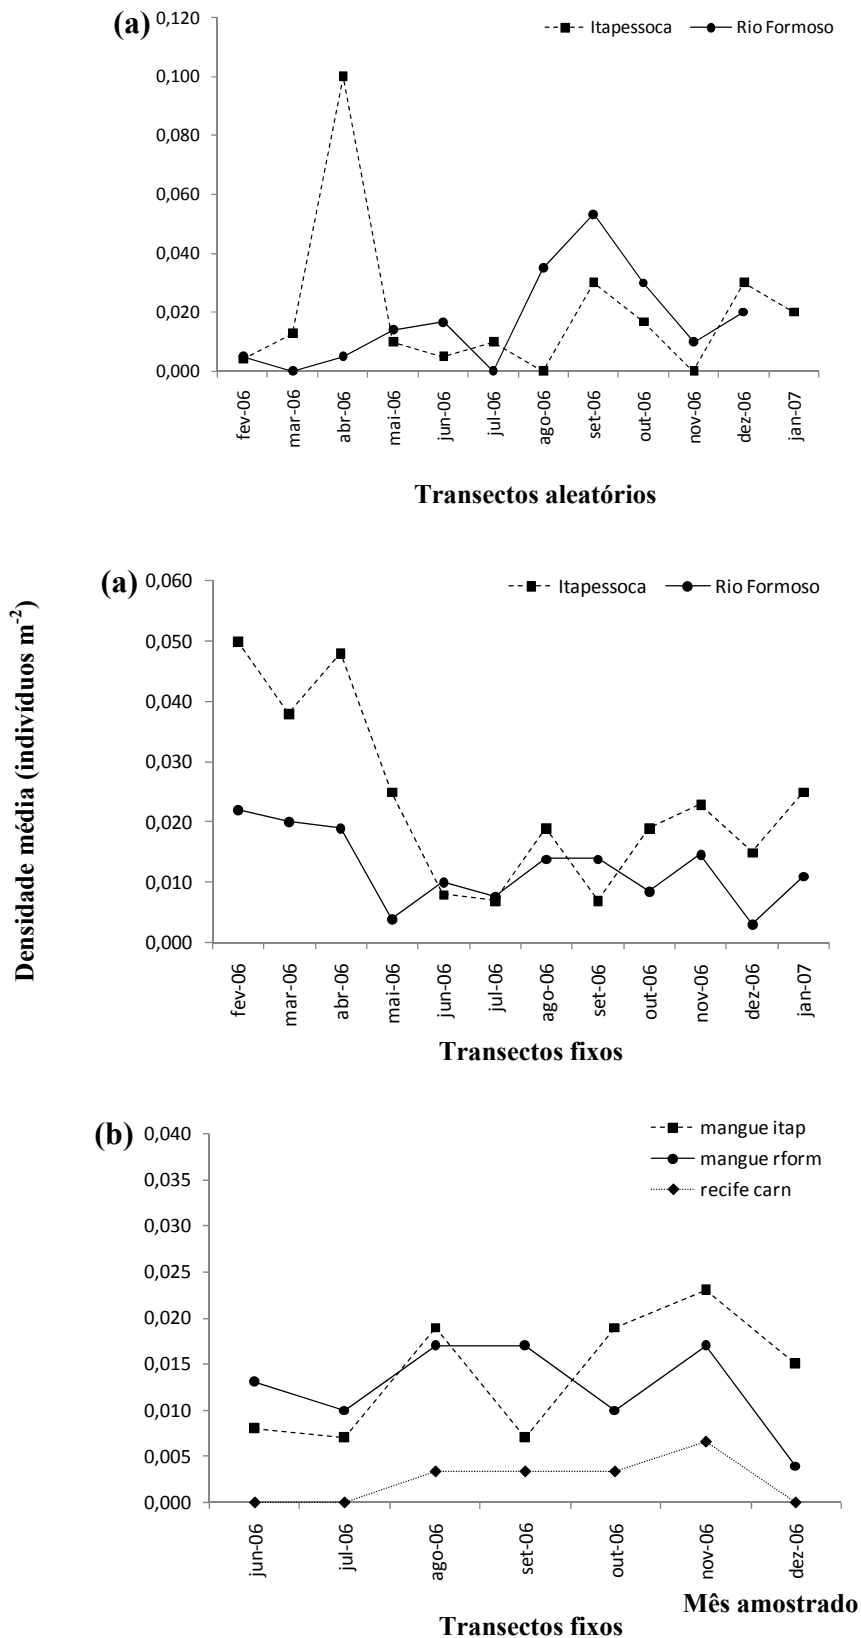 (a)
Itapessoca Rio Formoso
0,120
0,100
0,080
0,060
0,040
0,020
0,000
fev-06
mar-06
abr-06
mai-06
jun-06
jul-06
ago-06
set-06
out-06
nov-06
dez-06
jan-07
Transectos aleatórios
Densidade média (indivíduos m-2)
(a)
Itapessoca Rio Formoso
0,060
0,050
0,040
0,030
0,020
0,010
0,000
fev-06
mar-06
abr-06
mai-06
jun-06
jul-06
ago-06
set-06
out-06
nov-06
dez-06
jan-07
Transectos fixos
(b)
mangue itap
mangue rform
recife carn
0,040
0,035
0,030
0,025
0,020
0,015
0,010
0,005
0,000
jun-06
jul-06
ago-06
set-06
out-06
nov-06
dez-06
Mês amostrado
Transectos fixos